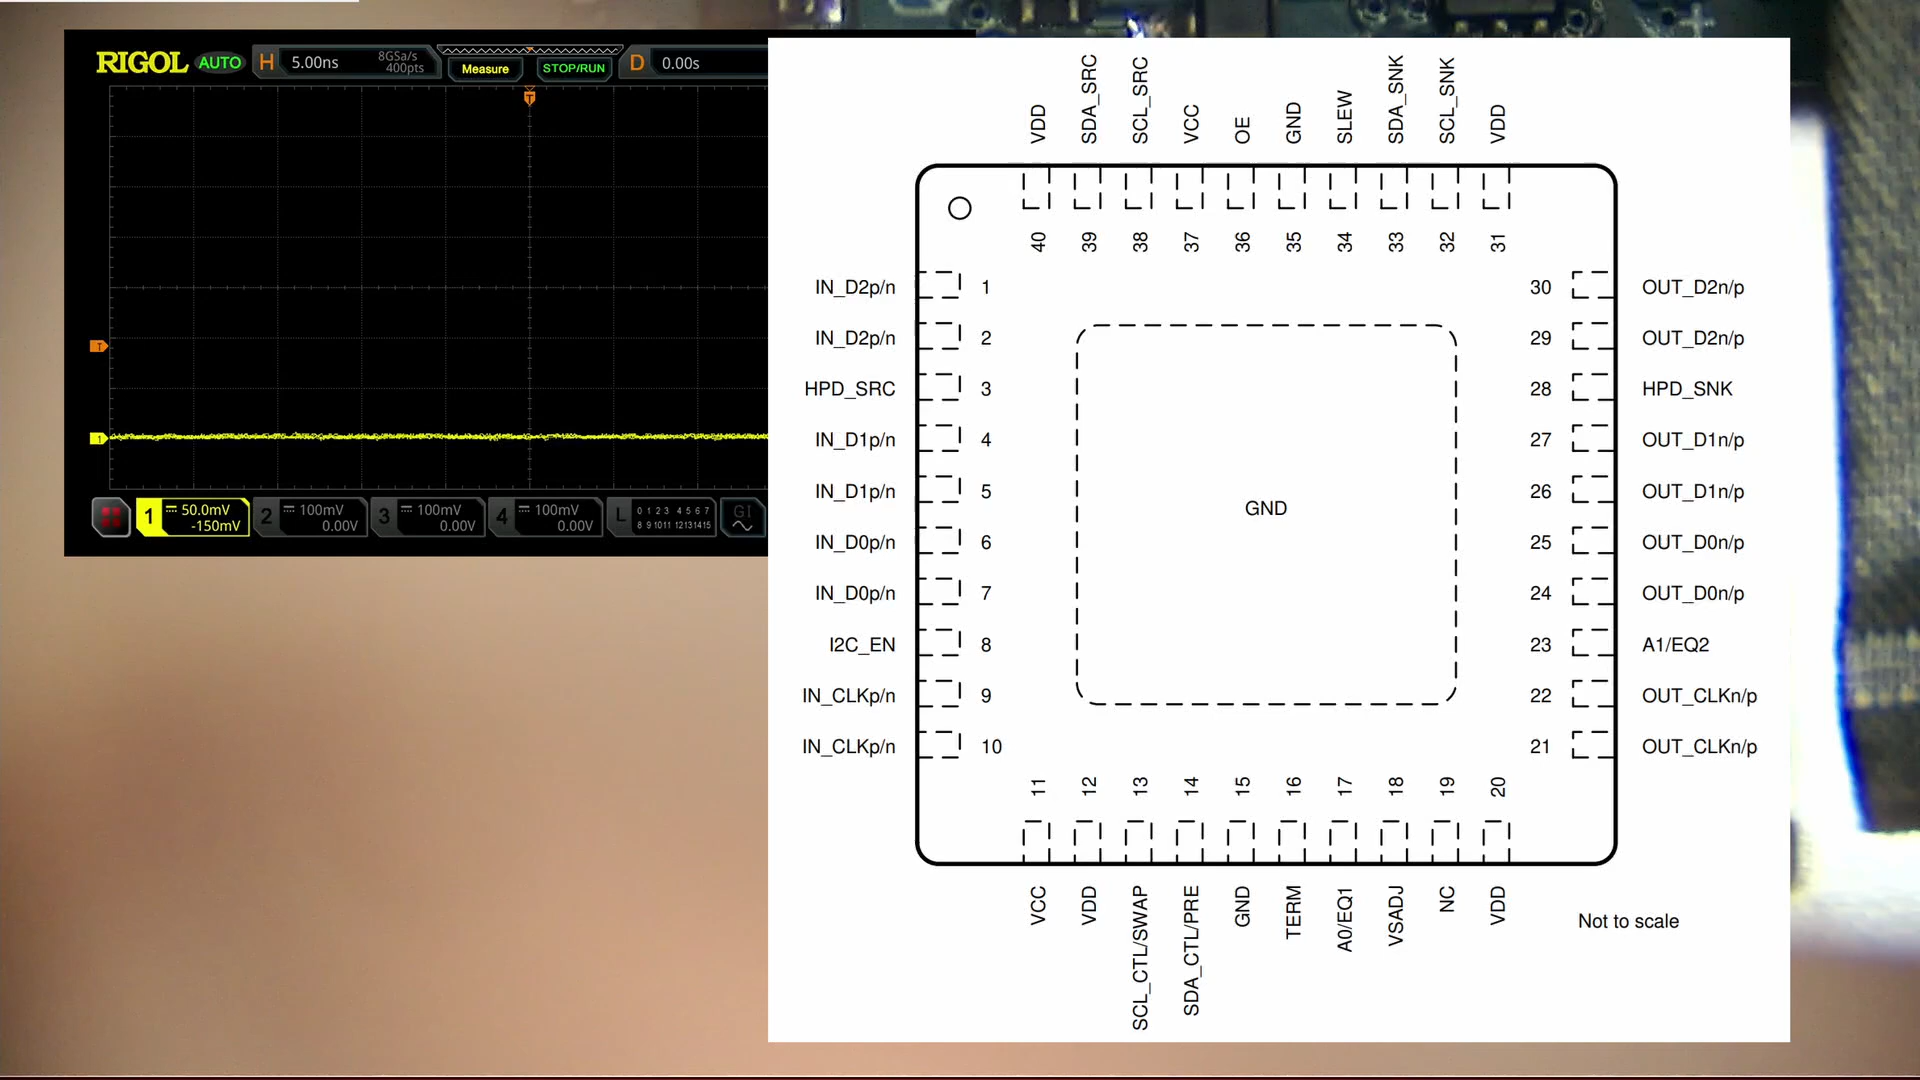 RIGOL AUTO H 5.00ns 8GSa/s 400pts Measure STOP/RUN D 0.00s
T
T
1
1 50.0mV -150mV 2 100mV 0.00V 3 100mV 0.00V 4 100mV 0.00V L 0 1 2 3 4 5 6 7 8 9 10 11 12 13 14 15 GI
VDD SDA_SRC SCL_SRC VCC OE GND SLEW SDA_SNK SCL_SNK VDD
40 39 38 37 36 35 34 33 32 31
IN_D2p/n 1 30 OUT_D2n/p
IN_D2p/n 2 29 OUT_D2n/p
HPD_SRC 3 28 HPD_SNK
IN_D1p/n 4 27 OUT_D1n/p
IN_D1p/n 5 26 OUT_D1n/p
GND
IN_D0p/n 6 25 OUT_D0n/p
IN_D0p/n 7 24 OUT_D0n/p
I2C_EN 8 23 A1/EQ2
IN_CLKp/n 9 22 OUT_CLKn/p
IN_CLKp/n 10 21 OUT_CLKn/p
11 12 13 14 15 16 17 18 19 20
VCC VDD SCL_CTL/SWAP SDA_CTL/PRE GND TERM A0/EQ1 VSADJ NC VDD
Not to scale